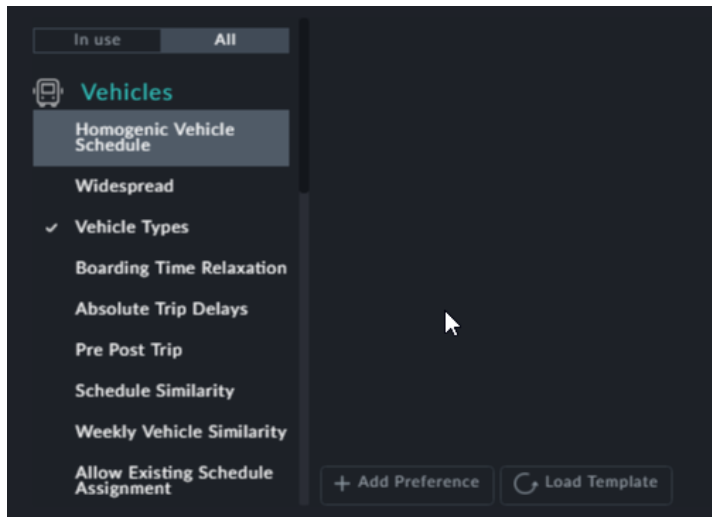 In use
All
Vehicles
Homogenic Vehicle
Schedule
Widespread
Vehicle Types
Boarding Time Relaxation
Absolute Trip Delays
Pre Post Trip
Schedule Similarity
Weekly Vehicle Similarity
Allow Existing Schedule
Assignment
Add Preference
Load Template